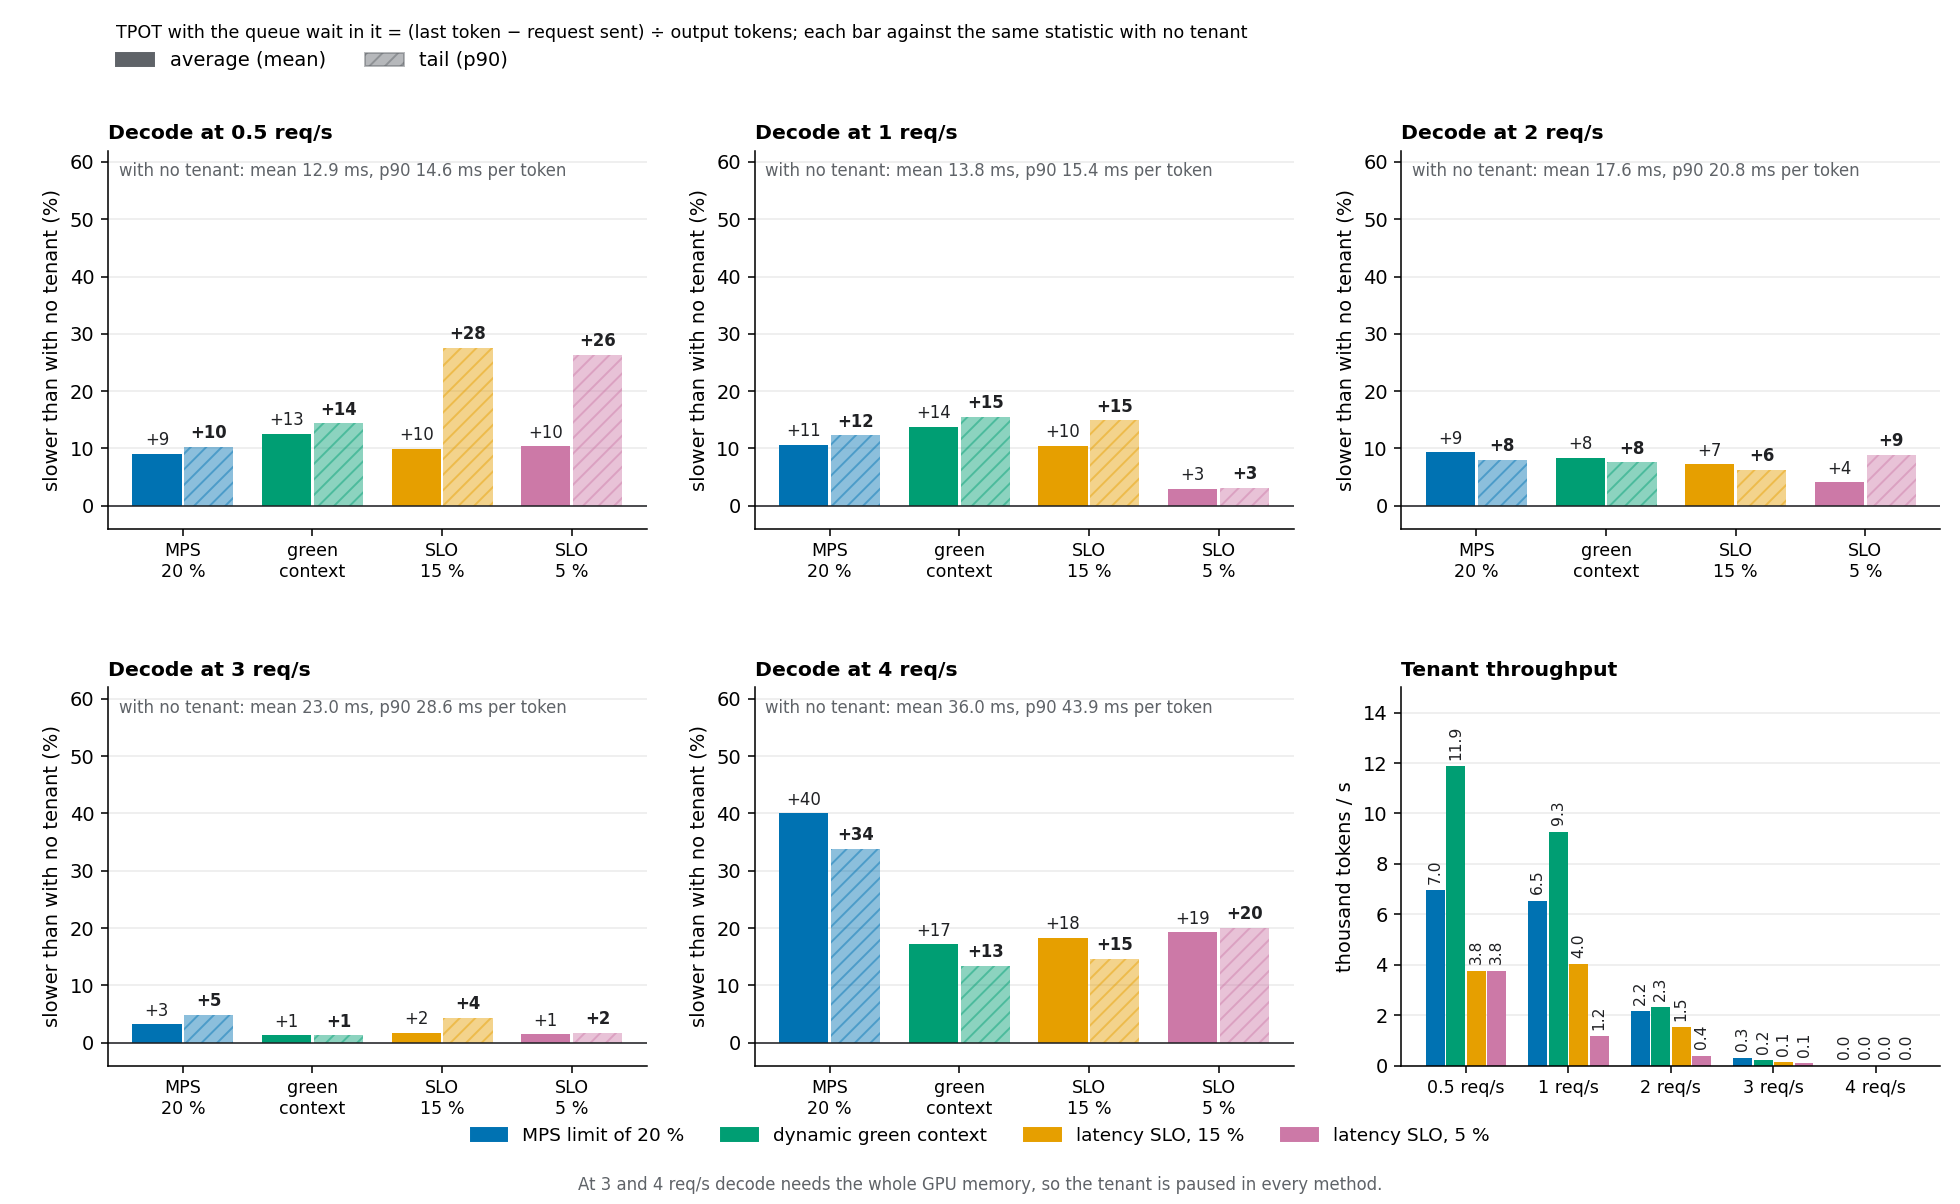 TPOT with the queue wait in it = (last token − request sent) ÷ output tokens; each bar against the same statistic with no tenant
average (mean) tail (p90)
Decode at 0.5 req/s
with no tenant: mean 12.9 ms, p90 14.6 ms per token
slower than with no tenant (%)
60
50
40
30
20
10
0
+9 +10 +13 +14 +10 +28 +10 +26
MPS green SLO SLO
20 % context 15 % 5 %
Decode at 1 req/s
with no tenant: mean 13.8 ms, p90 15.4 ms per token
slower than with no tenant (%)
60
50
40
30
20
10
0
+11 +12 +14 +15 +10 +15 +3 +3
MPS green SLO SLO
20 % context 15 % 5 %
Decode at 2 req/s
with no tenant: mean 17.6 ms, p90 20.8 ms per token
slower than with no tenant (%)
60
50
40
30
20
10
0
+9 +8 +8 +8 +7 +6 +4 +9
MPS green SLO SLO
20 % context 15 % 5 %
Decode at 3 req/s
with no tenant: mean 23.0 ms, p90 28.6 ms per token
slower than with no tenant (%)
60
50
40
30
20
10
0
+3 +5 +1 +1 +2 +4 +1 +2
MPS green SLO SLO
20 % context 15 % 5 %
Decode at 4 req/s
with no tenant: mean 36.0 ms, p90 43.9 ms per token
slower than with no tenant (%)
60
50
40
30
20
10
0
+40 +34 +17 +13 +18 +15 +19 +20
MPS green SLO SLO
20 % context 15 % 5 %
Tenant throughput
thousand tokens / s
14
12
10
8
6
4
2
0
7.0 11.9 3.8 3.8 6.5 9.3 4.0 1.2 2.2 2.3 1.5 0.4 0.3 0.2 0.1 0.1 0.0 0.0 0.0 0.0
0.5 req/s 1 req/s 2 req/s 3 req/s 4 req/s
MPS limit of 20 % dynamic green context latency SLO, 15 % latency SLO, 5 %
At 3 and 4 req/s decode needs the whole GPU memory, so the tenant is paused in every method.